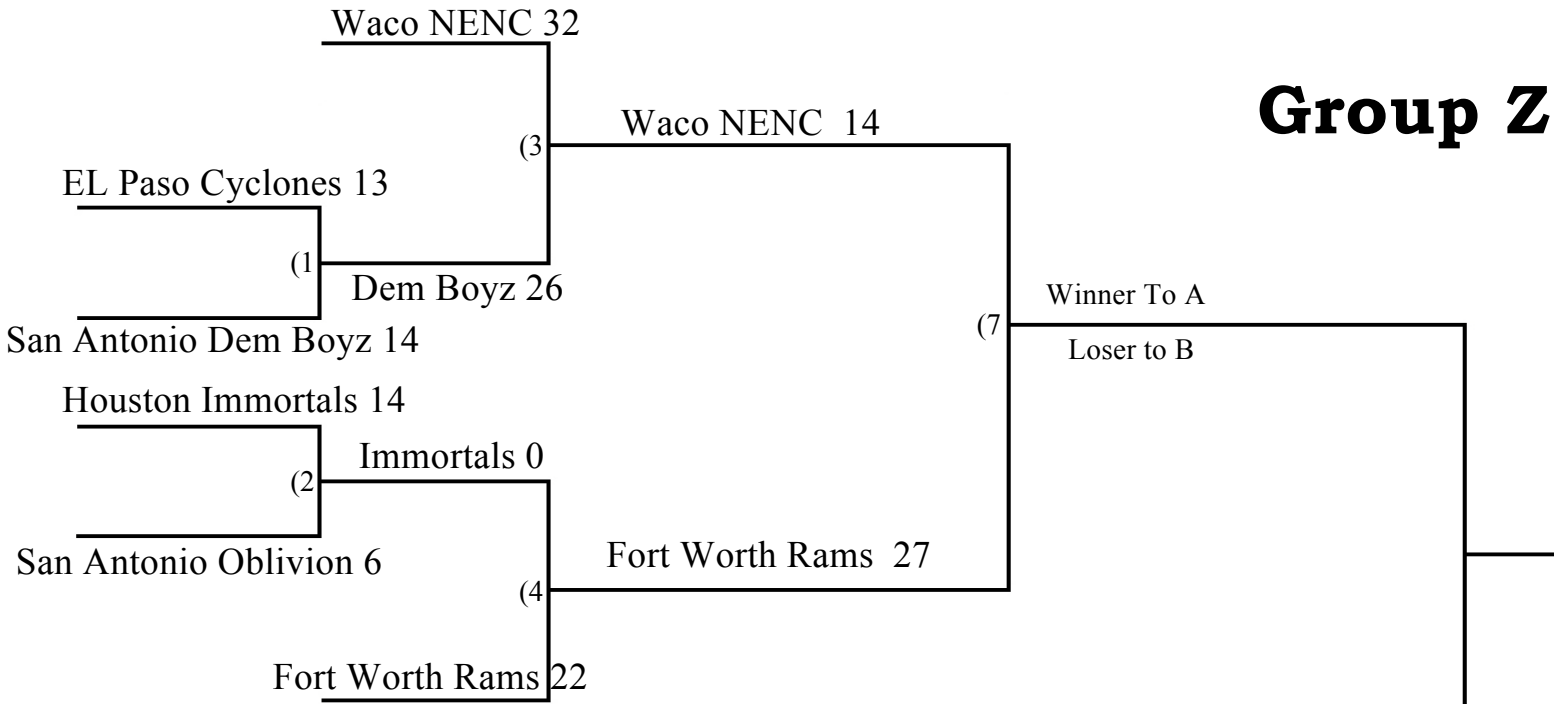 Waco NENC 32
Group Z
Waco NENC 14
(3
EL Paso Cyclones 13
(1
Dem Boyz 26
Winner To A
(7
San Antonio Dem Boyz 14
Loser to B
Houston Immortals 14
Immortals 0
(2
San Antonio Oblivion 6
Fort Worth Rams 27
(4
Fort Worth Rams 22